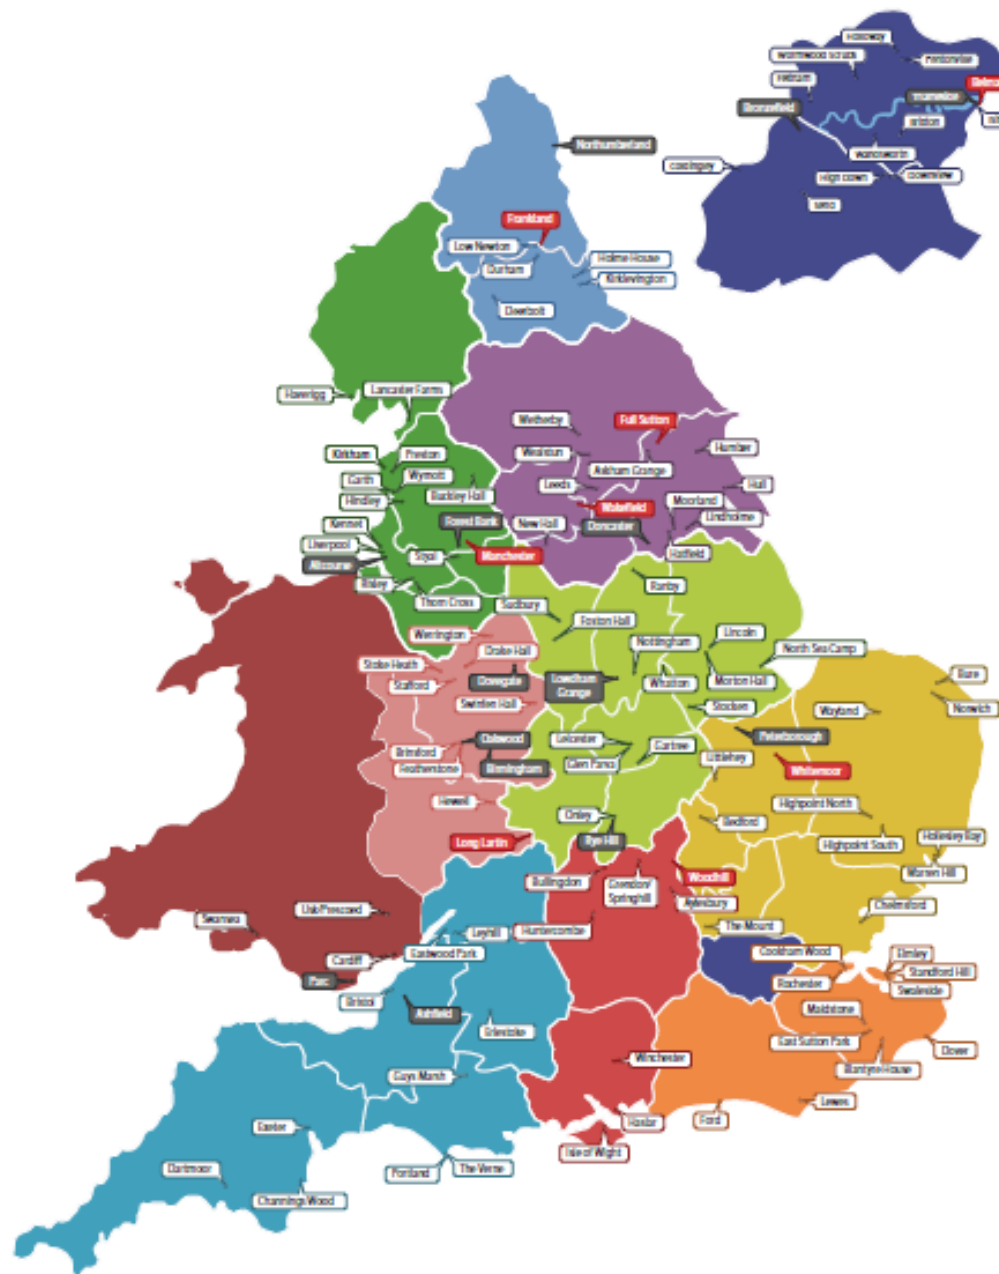 Holloway
Pentonville
Wormwood Scrubs
Feltham
Thameside
Bronzefield
Brixton
Wandsworth
Coldingley
High Down
Downview
Send
Northumberland
Frankland
Low Newton
Durham
Holme House
Kirklevington
Deerbolt
Haverigg
Lancaster Farms
Wetherby
Full Sutton
Wealstun
Askham Grange
Humber
Leeds
Hull
Wakefield
Moorland
New Hall
Doncaster
Lindholme
Hatfield
Kirkham
Preston
Garth
Wymott
Hindley
Buckley Hall
Kennet
Forest Bank
Liverpool
Styal
Manchester
Altcourse
Risley
Thorn Cross
Ranby
Sudbury
Foston Hall
Werrington
Drake Hall
Nottingham
Lincoln
North Sea Camp
Stoke Heath
Stafford
Dovegate
Lowdham
Grange
Whatton
Morton Hall
Swinfen Hall
Stocken
Bure
Wayland
Norwich
Oakwood
Leicester
Gartree
Peterborough
Brinsford
Featherstone
Birmingham
Glen Parva
Littlehey
Whitemoor
Hewell
Onley
Rye Hill
Bedford
Highpoint North
Long Lartin
Highpoint South
Hollesley Bay
Warren Hill
Bullingdon
Grendon/
Springhill
Woodhill
Aylesbury
Chelmsford
Swansea
Usk/Prescoed
Leyhill
Huntercombe
The Mount
Cardiff
Eastwood Park
Cookham Wood
Elmley
Standford Hill
Parc
Rochester
Swaleside
Bristol
Ashfield
Erlestoke
Maidstone
East Sutton Park
Dover
Winchester
Blantyre House
Guys Marsh
Haslar
Ford
Lewes
Exeter
Isle of Wight
Dartmoor
Portland
The Verne
Channings Wood